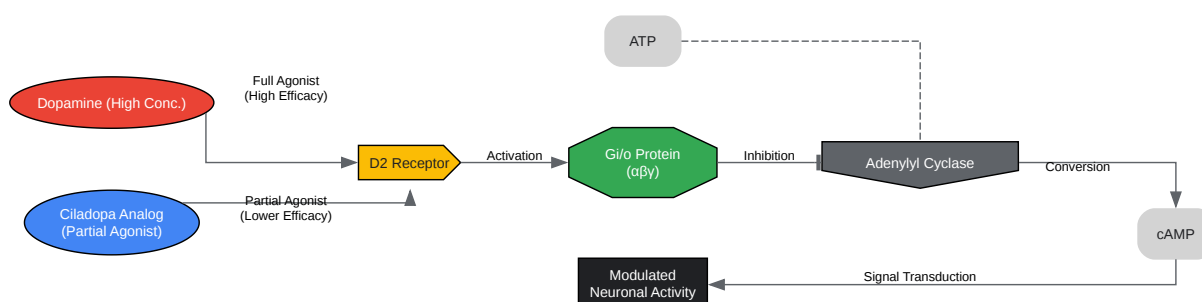 ATP
Full Agonist
(High Efficacy)
Dopamine (High Conc.)
D2 Receptor
Activation
Gi/o Protein
(αβγ)
Inhibition
Adenylyl Cyclase
Conversion
Partial Agonist
(Lower Efficacy)
Ciladopa Analog
(Partial Agonist)
cAMP
Modulated
Neuronal Activity
Signal Transduction